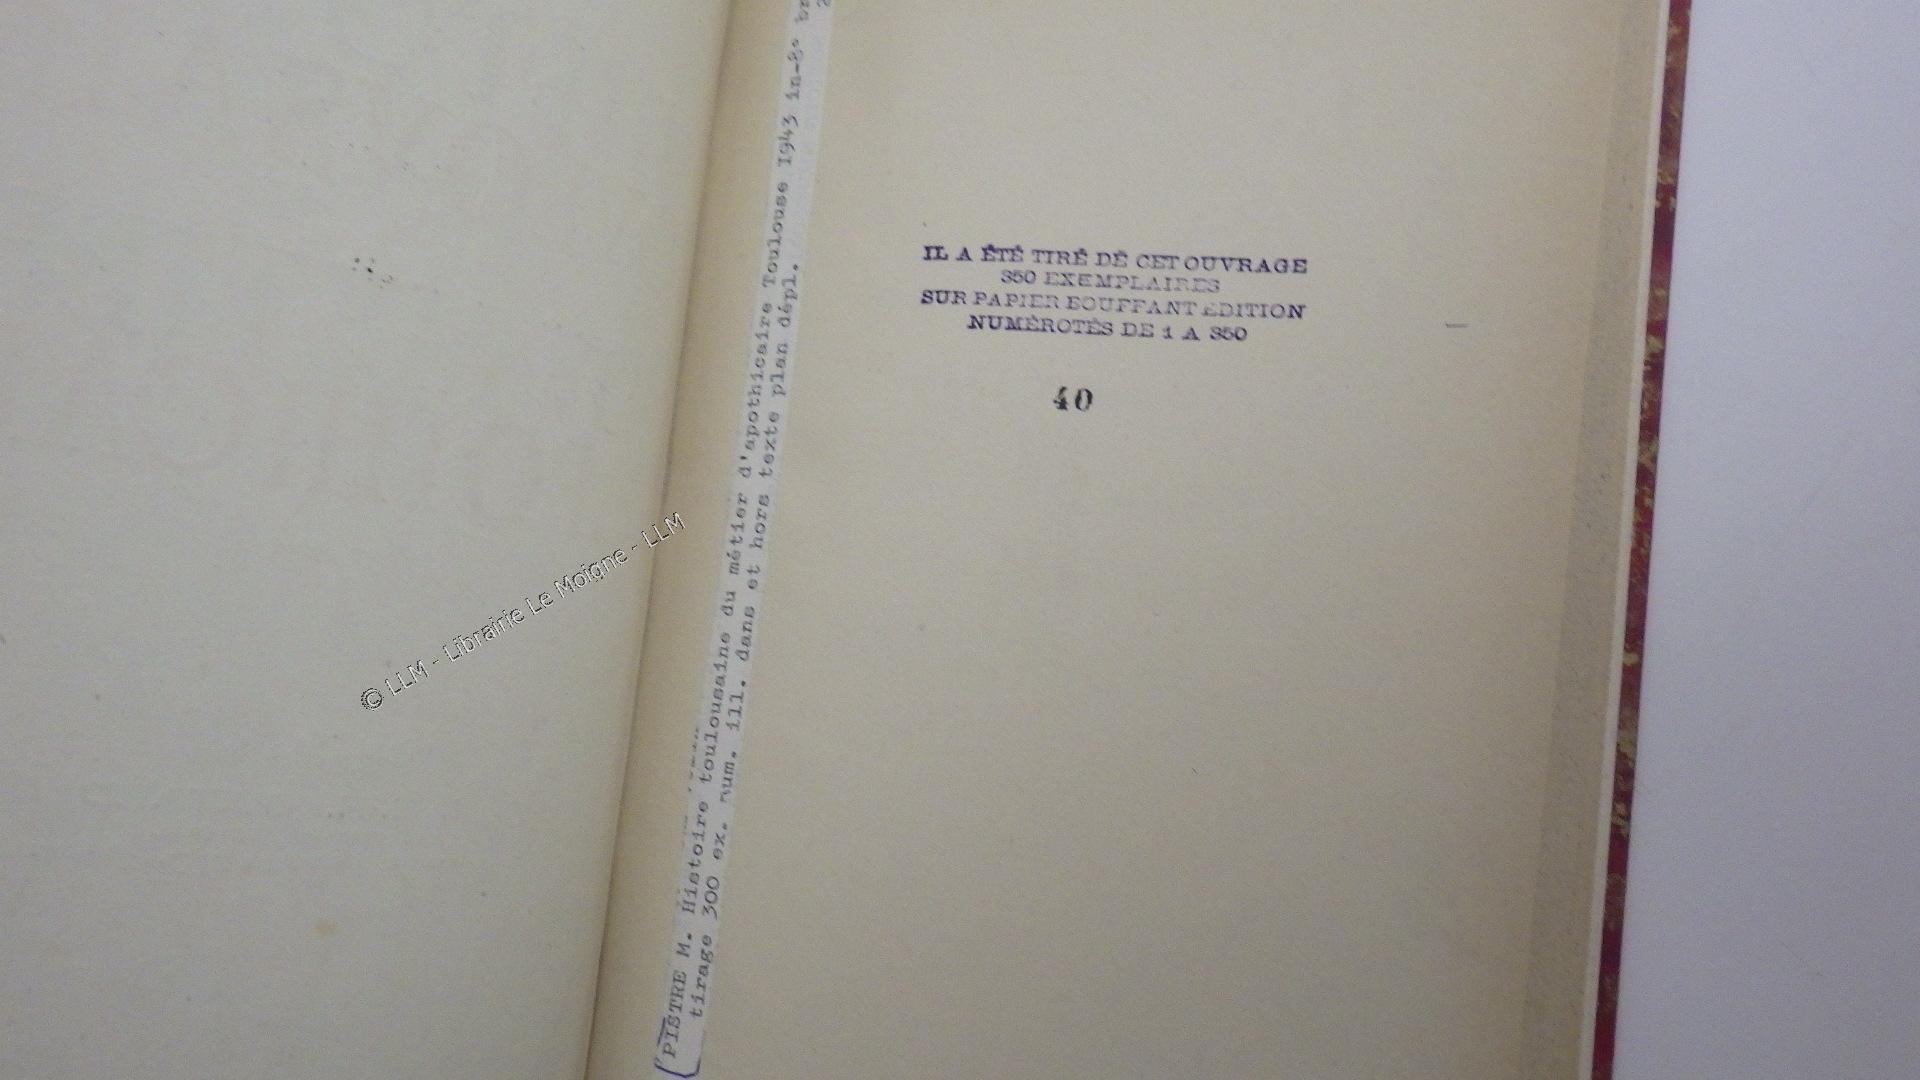 PISTRE M. Histoire toulousaine du métier d'apothicaire Toulouse 1943 in-8°
tirage 300 ex. num. ill. dans et hors texte plan dépl.
IL A ÉTÉ TIRÉ DE CET OUVRAGE
350 EXEMPLAIRES
SUR PAPIER BOUFFANT EDITION
NUMÉROTÉS DE 1 A 350
40
© LLM - Librairie Le Moigne - LLM